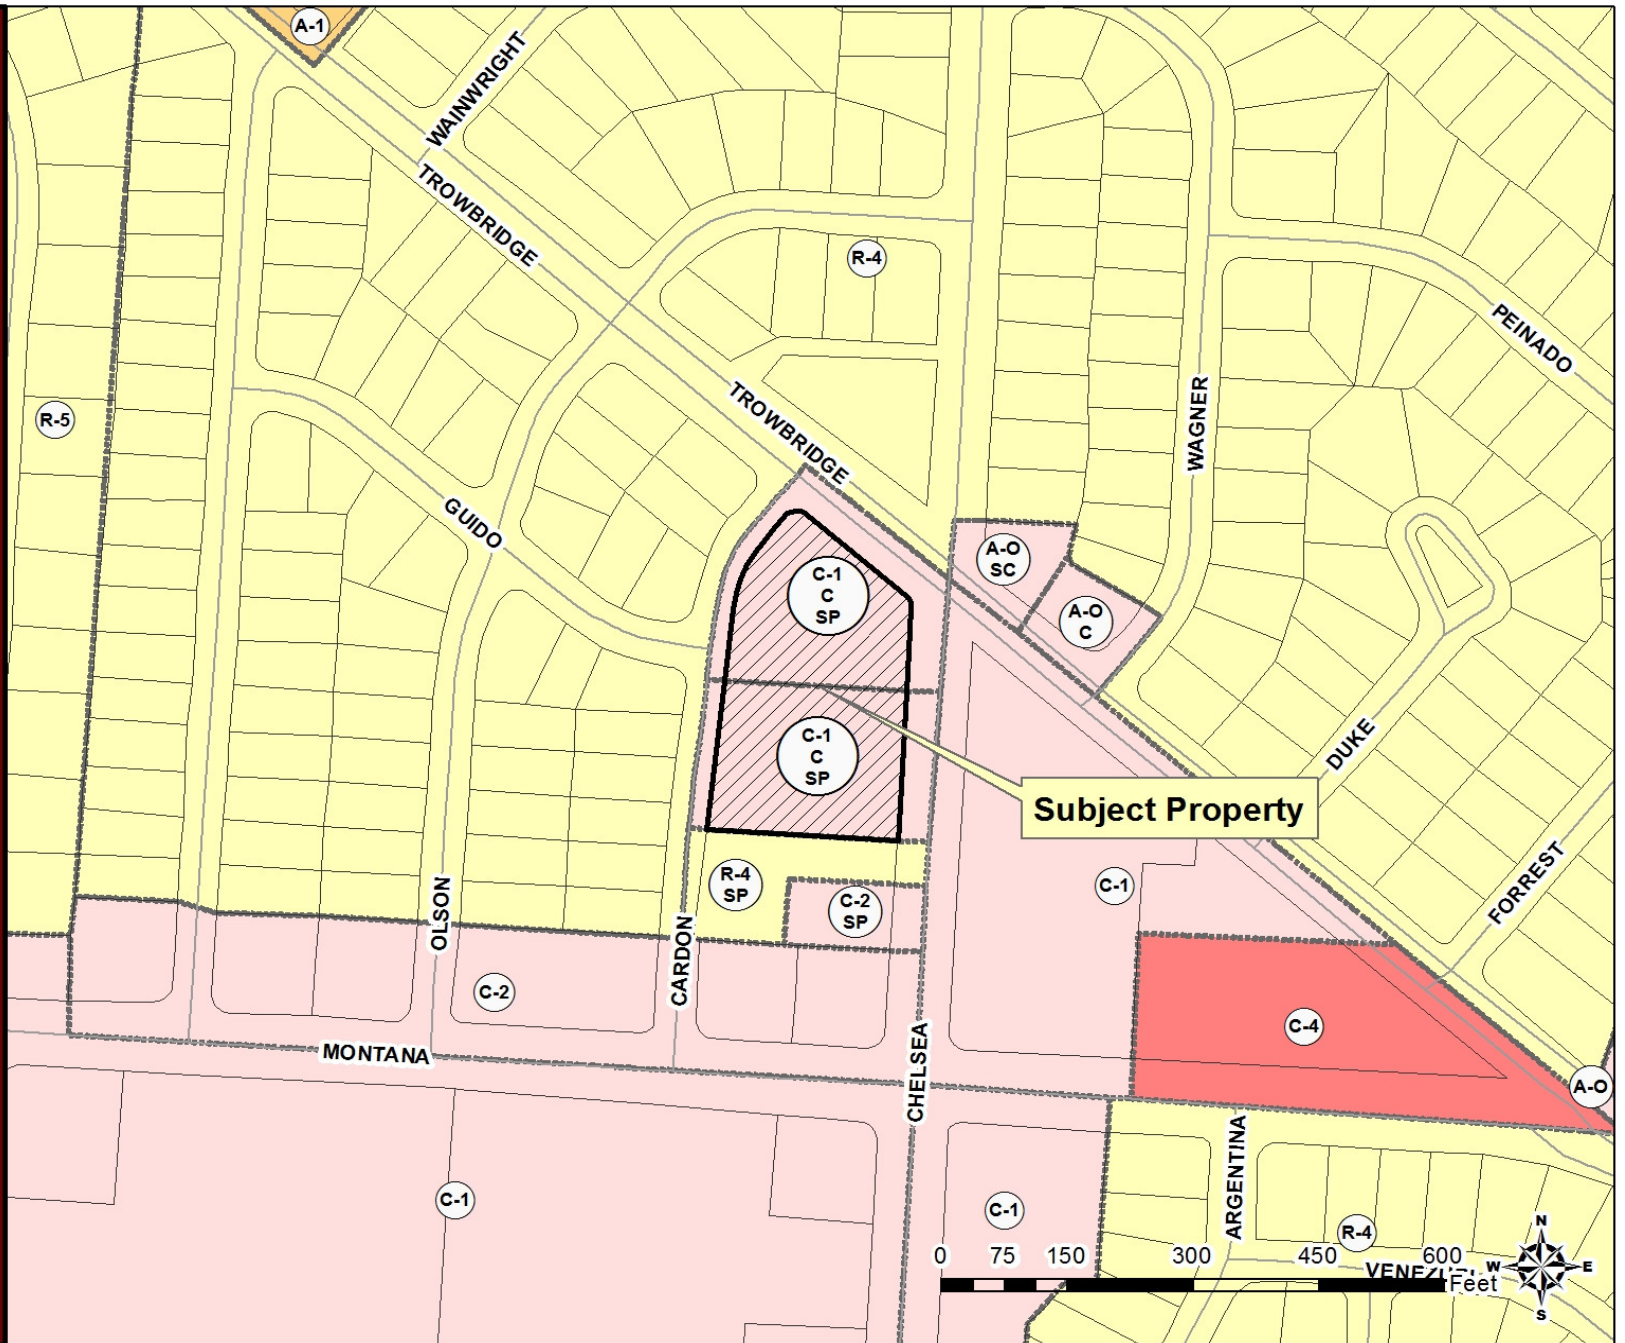 A-1
WAINWRIGHT
TROWBRIDGE
R-4
PEINADO
R-5
TROWBRIDGE
WAGNER
GUIDO
A-O
SC
C-1
C
SP
A-O
C
C-1
C
SP
DUKE
Subject Property
R-4
SP
C-2
SP
C-1
FORREST
OLSON
CARDON
C-2
C-4
MONTANA
CHELSEA
A-O
ARGENTINA
C-1
C-1
R-4
N
W
E
S
0 75 150 300 450 600
Feet